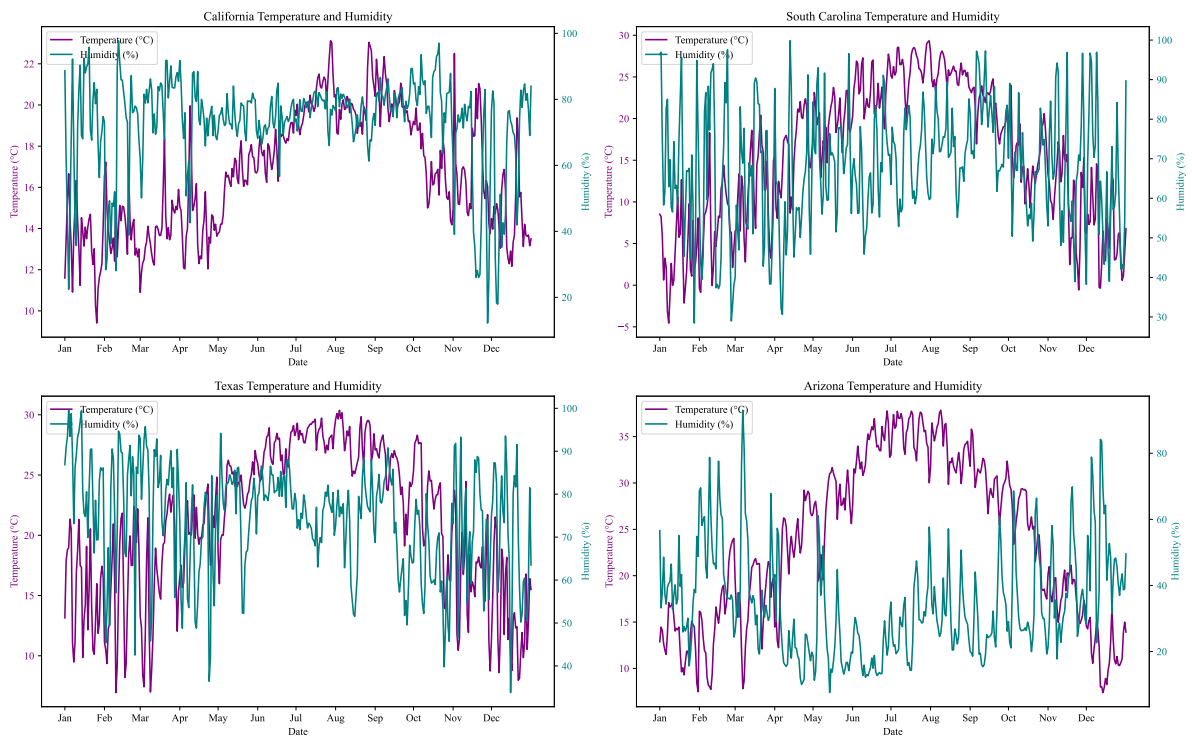 California Temperature and Humidity
Temperature (°C)
Humidity (%)
22
20
18
16
14
12
10
Temperature (°C)
100
80
60
40
20
Humidity (%)
Jan Feb Mar Apr May Jun Jul Aug Sep Oct Nov Dec
Date
South Carolina Temperature and Humidity
Temperature (°C)
Humidity (%)
30
25
20
15
10
5
0
−5
Temperature (°C)
100
90
80
70
60
50
40
30
Humidity (%)
Jan Feb Mar Apr May Jun Jul Aug Sep Oct Nov Dec
Date
Texas Temperature and Humidity
Temperature (°C)
Humidity (%)
30
25
20
15
10
Temperature (°C)
100
90
80
70
60
50
40
Humidity (%)
Jan Feb Mar Apr May Jun Jul Aug Sep Oct Nov Dec
Date
Arizona Temperature and Humidity
Temperature (°C)
Humidity (%)
35
30
25
20
15
10
Temperature (°C)
80
60
40
20
Humidity (%)
Jan Feb Mar Apr May Jun Jul Aug Sep Oct Nov Dec
Date